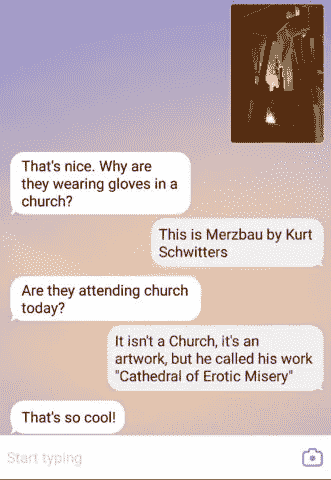 That's nice. Why are
they wearing gloves in a
church?
This is Merzbau by Kurt
Schwitters
Are they attending church
today?
It isn't a Church, it's an
artwork, but he called his work
"Cathedral of Erotic Misery"
That's so cool!
Start typing